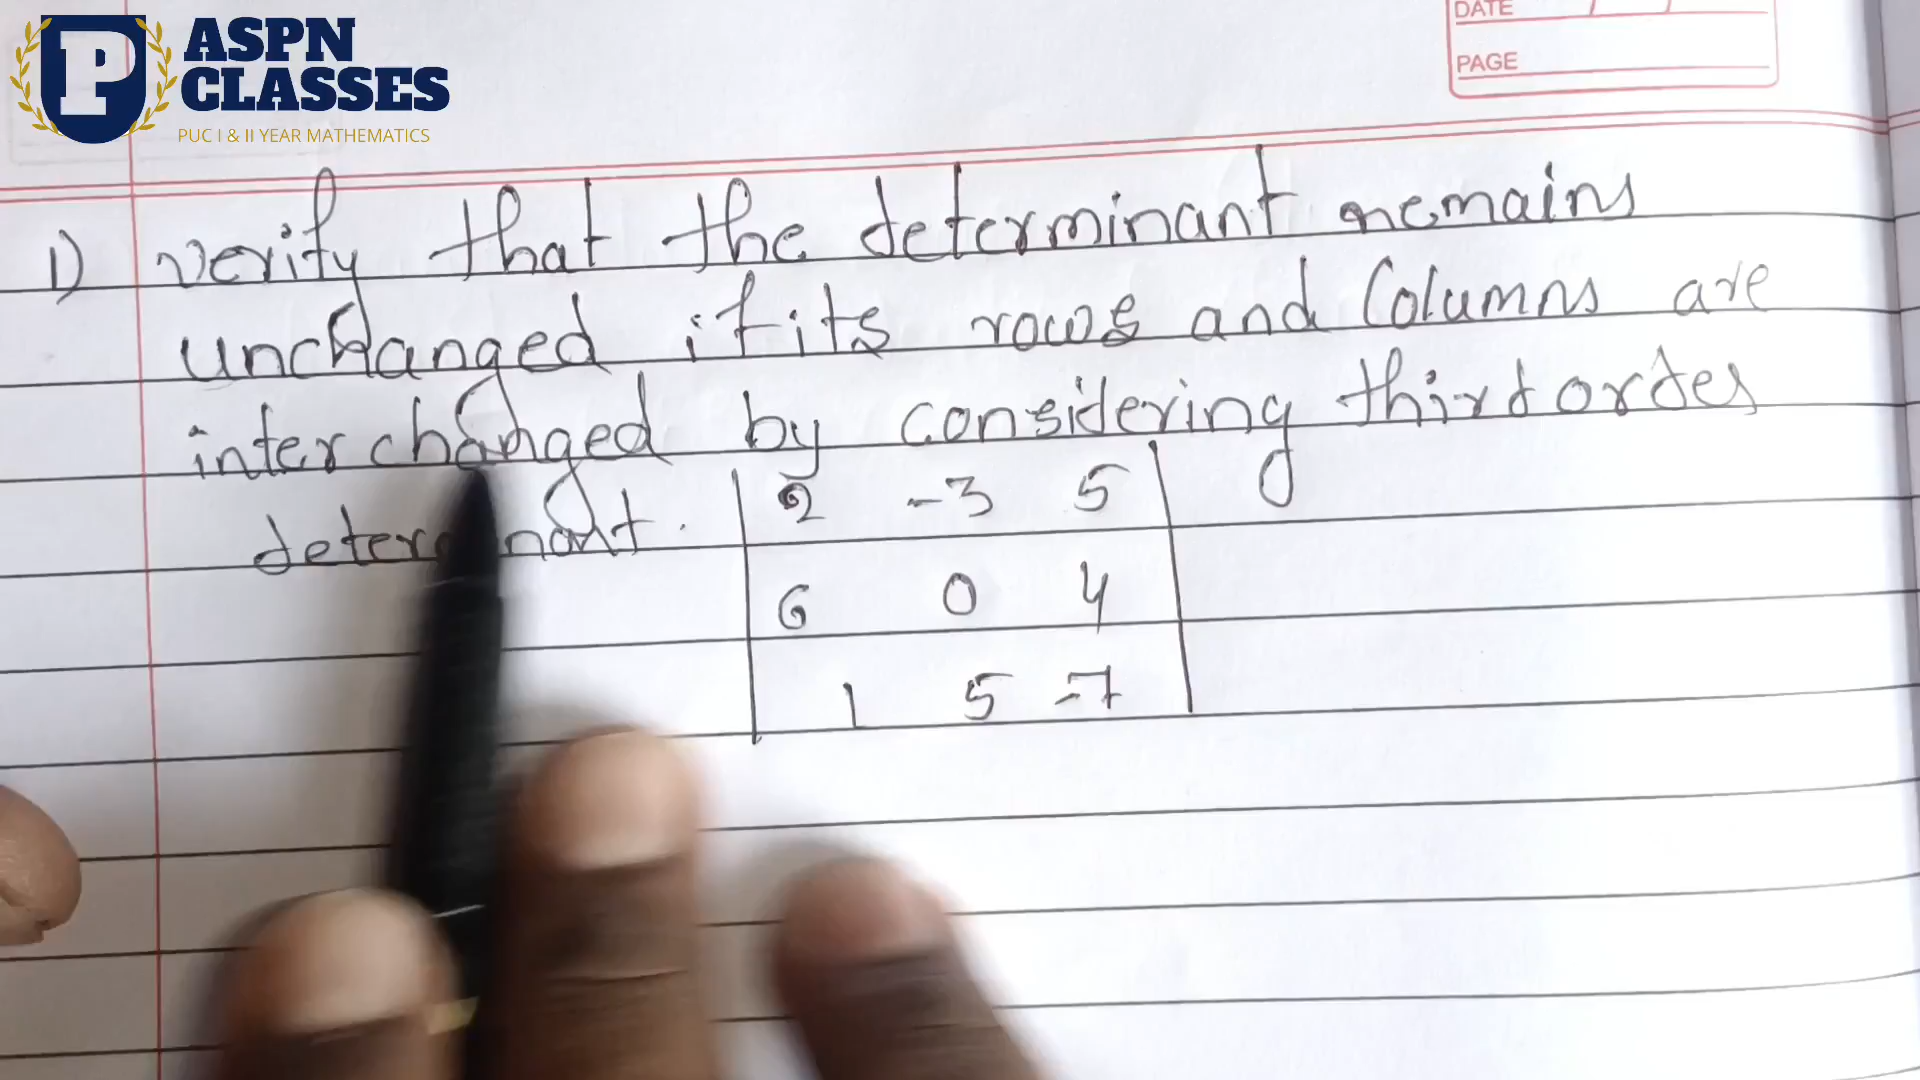 ASPN
CLASSES
PUC I & II YEAR MATHEMATICS
DATE
PAGE
1) verify that the determinant remains
unchanged if its rows and Columns are
interchanged by considering third order
determinant. | 2 -3 5 |
6 0 4
1 5 -7